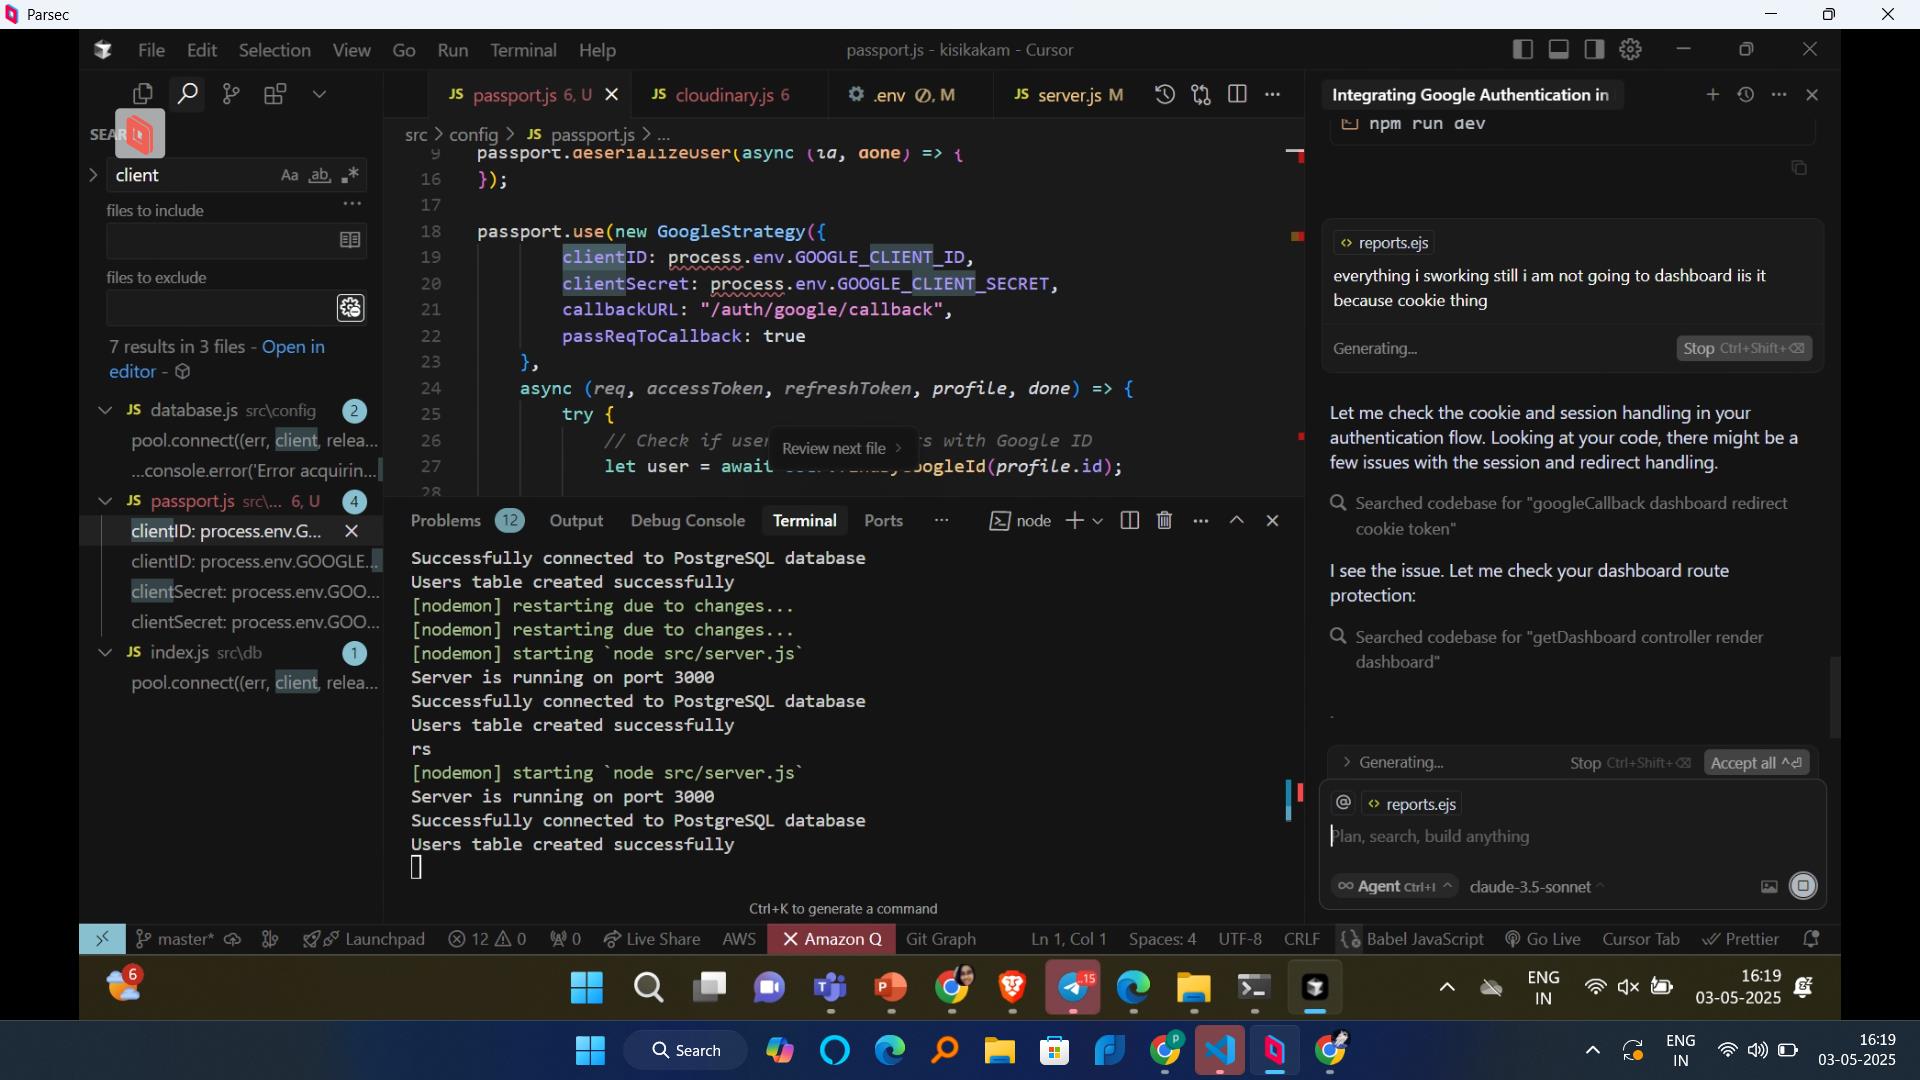 Parsec
File Edit Selection View Go Run Terminal Help
passport.js - kisikakam - Cursor
JS passport.js 6, U
JS cloudinary.js 6
.env M
JS server.js M
Integrating Google Authentication in
SEAR
client
Aa ab
files to include
files to exclude
7 results in 3 files - Open in
editor -
JS database.js src\config 2
pool.connect((err, client, relea...
...console.error('Error acquirin...
JS passport.js src\... 6, U 4
clientID: process.env.G...
clientID: process.env.GOOGLE...
clientSecret: process.env.GOO...
clientSecret: process.env.GOO...
JS index.js src\db 1
pool.connect((err, client, relea...
src > config > JS passport.js > ...
9 passport.deserializeUser(async (id, done) => {
16 });
17
18 passport.use(new GoogleStrategy({
19 clientID: process.env.GOOGLE_CLIENT_ID,
20 clientSecret: process.env.GOOGLE_CLIENT_SECRET,
21 callbackURL: "/auth/google/callback",
22 passReqToCallback: true
23 },
24 async (req, accessToken, refreshToken, profile, done) => {
25 try {
26 // Check if user s with Google ID
27 let user = await oogleId(profile.id);
28
Review next file >
Problems 12 Output Debug Console Terminal Ports node
Successfully connected to PostgreSQL database
Users table created successfully
[nodemon] restarting due to changes...
[nodemon] restarting due to changes...
[nodemon] starting `node src/server.js`
Server is running on port 3000
Successfully connected to PostgreSQL database
Users table created successfully
rs
[nodemon] starting `node src/server.js`
Server is running on port 3000
Successfully connected to PostgreSQL database
Users table created successfully
Ctrl+K to generate a command
npm run dev
reports.ejs
everything i sworking still i am not going to dashboard iis it
because cookie thing
Generating...
Stop Ctrl+Shift+⌫
Let me check the cookie and session handling in your
authentication flow. Looking at your code, there might be a
few issues with the session and redirect handling.
Searched codebase for "googleCallback dashboard redirect
cookie token"
I see the issue. Let me check your dashboard route
protection:
Searched codebase for "getDashboard controller render
dashboard"
.
> Generating... Stop Ctrl+Shift+⌫ Accept all ^⏎
@ reports.ejs
Plan, search, build anything
∞ Agent Ctrl+I claude-3.5-sonnet
master* Launchpad 12 0 0 Live Share AWS Amazon Q Git Graph Ln 1, Col 1 Spaces: 4 UTF-8 CRLF Babel JavaScript Go Live Cursor Tab Prettier
6
15
ENG
IN
16:19
03-05-2025
Search
ENG
IN
16:19
03-05-2025